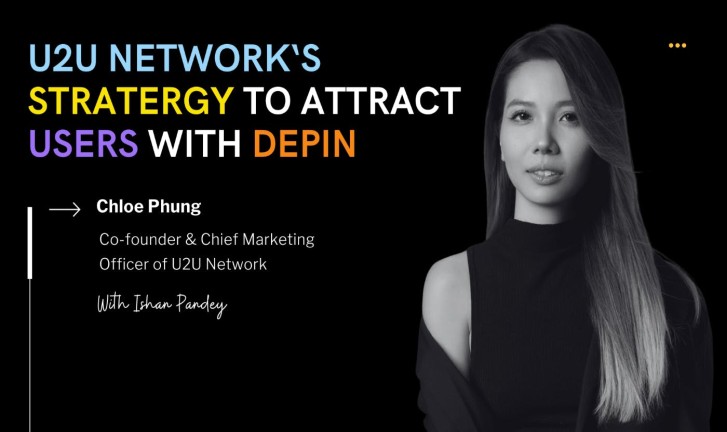 U2U NETWORK‘S
STRATERGY TO ATTRACT
USERS WITH DEPIN
Chloe Phung
Co-founder & Chief Marketing
Officer of U2U Network
With Ishan Pandey